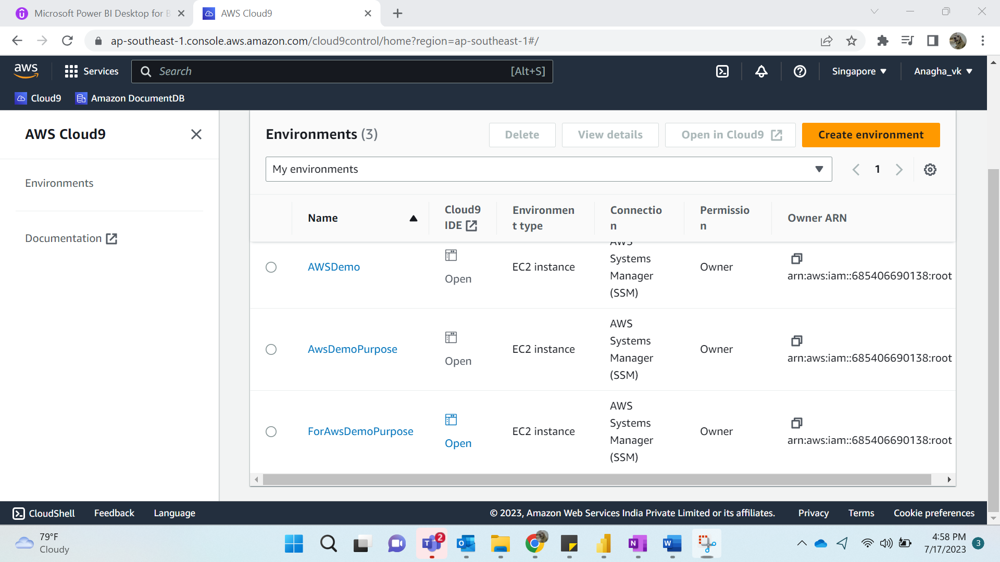 Microsoft Power BI Desktop for B
AWS Cloud9
ap-southeast-1.console.aws.amazon.com/cloud9control/home?region=ap-southeast-1#/
aws
Services
Search
[Alt+S]
Singapore
Anagha_vk
Cloud9
Amazon DocumentDB
AWS Cloud9
Environments
Documentation
Environments (3)
Delete
View details
Open in Cloud9
Create environment
My environments
1
Name
Cloud9
IDE
Environmen
t type
Connectio
n
Permissio
n
Owner ARN
AWSDemo
Open
EC2 instance
AWS
Systems
Manager
(SSM)
Owner
arn:aws:iam::685406690138:root
AwsDemoPurpose
Open
EC2 instance
AWS
Systems
Manager
(SSM)
Owner
arn:aws:iam::685406690138:root
ForAwsDemoPurpose
Open
EC2 instance
AWS
Systems
Manager
(SSM)
Owner
arn:aws:iam::685406690138:root
CloudShell
Feedback
Language
© 2023, Amazon Web Services India Private Limited or its affiliates.
Privacy
Terms
Cookie preferences
79°F
Cloudy
2
4:58 PM
7/17/2023
3